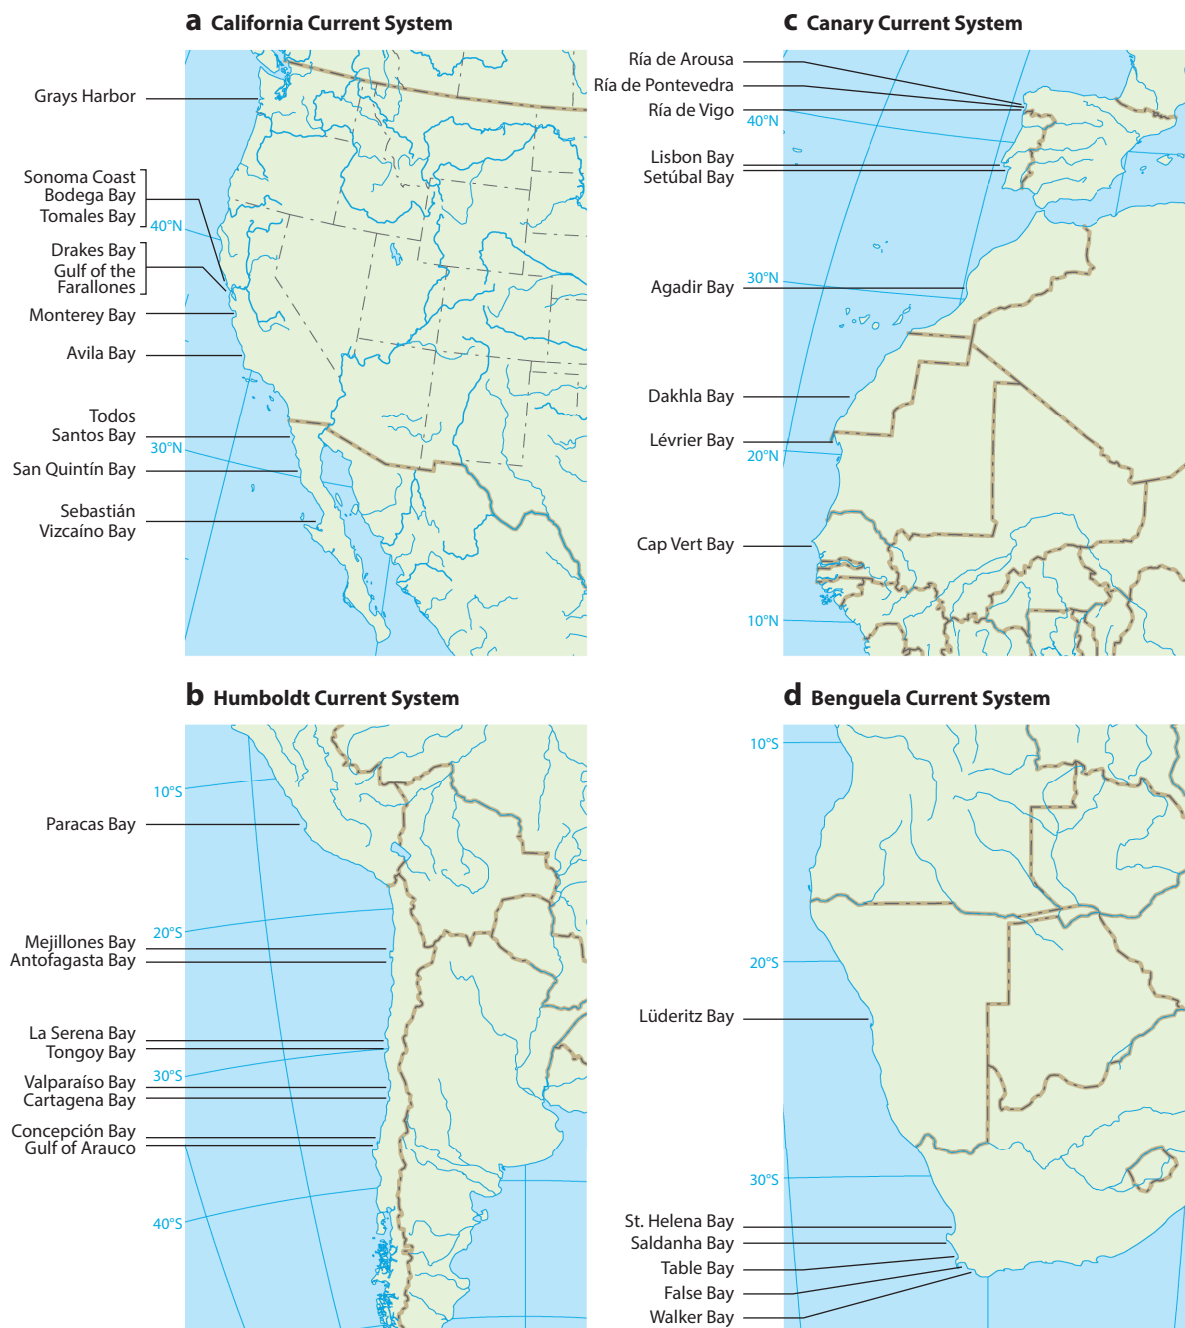 a California Current System
Grays Harbor
Sonoma Coast
Bodega Bay
Tomales Bay
40°N
Drakes Bay
Gulf of the
Farallones
Monterey Bay
Avila Bay
Todos
Santos Bay
30°N
San Quintín Bay
Sebastián
Vizcaíno Bay
c Canary Current System
Ría de Arousa
Ría de Pontevedra
Ría de Vigo
40°N
Lisbon Bay
Setúbal Bay
30°N
Agadir Bay
Dakhla Bay
Lévrier Bay
20°N
Cap Vert Bay
10°N
b Humboldt Current System
10°S
Paracas Bay
20°S
Mejillones Bay
Antofagasta Bay
La Serena Bay
Tongoy Bay
30°S
Valparaíso Bay
Cartagena Bay
Concepción Bay
Gulf of Arauco
40°S
d Benguela Current System
10°S
20°S
Lüderitz Bay
30°S
St. Helena Bay
Saldanha Bay
Table Bay
False Bay
Walker Bay